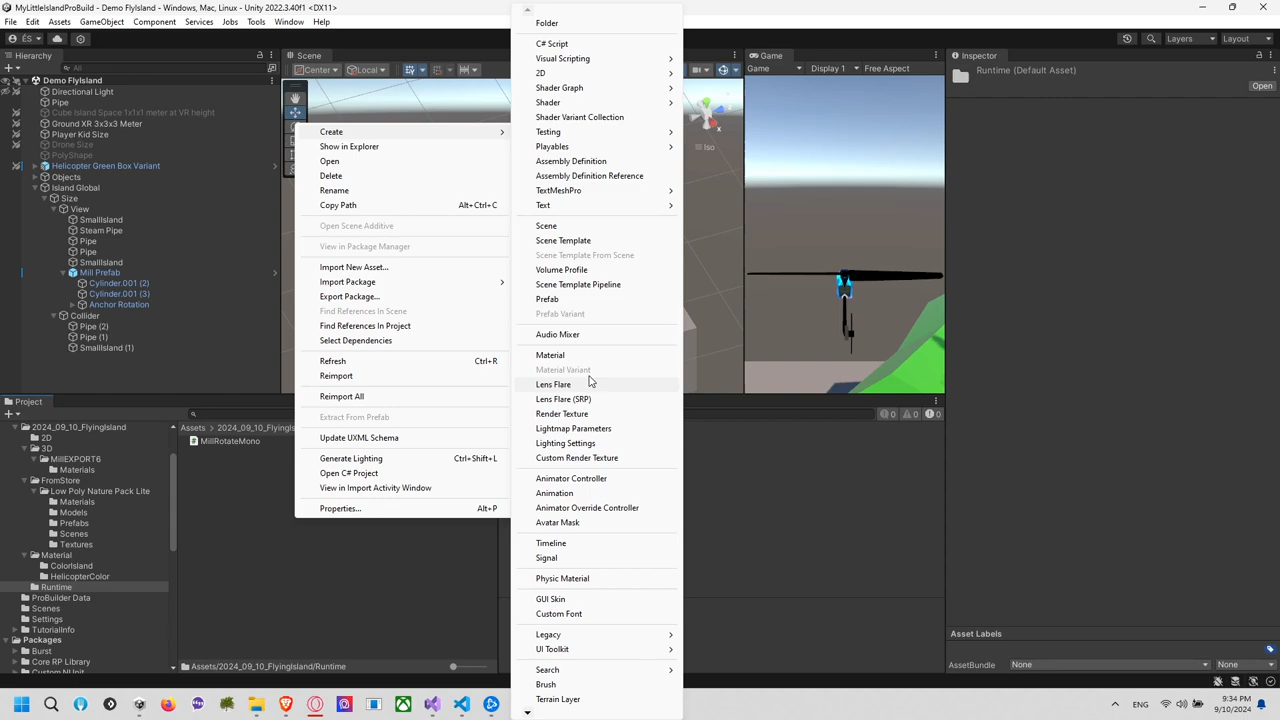 MyLittleIslandProBuild - Demo FlyIsland - Windows, Mac, Linux - Unity 2022.3.40f1 <DX11>
File Edit Assets GameObject Component Services Jobs Tools Window Help
ÉS
Layers Layout
Hierarchy
All
Demo FlyIsland
Directional Light
Pipe
Cube Island Space 1x1x1 meter at VR height
Ground XR 3x3x3 Meter
Player Kid Size
Drone Size
PolyShape
Helicopter Green Box Variant
Objects
Island Global
Size
View
SmallIsland
Steam Pipe
Pipe
Pipe
SmallIsland
Mill Prefab
Cylinder.001 (2)
Cylinder.001 (3)
Anchor Rotation
Collider
Pipe (2)
Pipe (1)
SmallIsland (1)
Scene
Center Local
Create
Show in Explorer
Open
Delete
Rename
Copy Path Alt+Ctrl+C
Open Scene Additive
View in Package Manager
Import New Asset...
Import Package
Export Package...
Find References In Scene
Find References In Project
Select Dependencies
Refresh Ctrl+R
Reimport
Reimport All
Extract From Prefab
Update UXML Schema
Generate Lighting Ctrl+Shift+L
Open C# Project
View in Import Activity Window
Properties... Alt+P
Folder
C# Script
Visual Scripting
2D
Shader Graph
Shader
Shader Variant Collection
Testing
Playables
Assembly Definition
Assembly Definition Reference
TextMeshPro
Text
Scene
Scene Template
Scene Template From Scene
Volume Profile
Scene Template Pipeline
Prefab
Prefab Variant
Audio Mixer
Material
Material Variant
Lens Flare
Lens Flare (SRP)
Render Texture
Lightmap Parameters
Lighting Settings
Custom Render Texture
Animator Controller
Animation
Animator Override Controller
Avatar Mask
Timeline
Signal
Physic Material
GUI Skin
Custom Font
Legacy
UI Toolkit
Search
Brush
Terrain Layer
x
Iso
Game
Game Display 1 Free Aspect
Inspector
Runtime (Default Asset)
Open
Asset Labels
AssetBundle None None
Project
2024_09_10_FlyingIsland
2D
3D
MillEXPORT6
Materials
FromStore
Low Poly Nature Pack Lite
Materials
Models
Prefabs
Scenes
Textures
Material
ColorIsland
HelicopterColor
Runtime
ProBuilder Data
Scenes
Settings
TutorialInfo
Packages
Burst
Core RP Library
Assets > 2024_09_10_Flying
MillRotateMono
Assets/2024_09_10_FlyingIsland/Runtime
0 0 0
ENG
9:34
9/10/2024